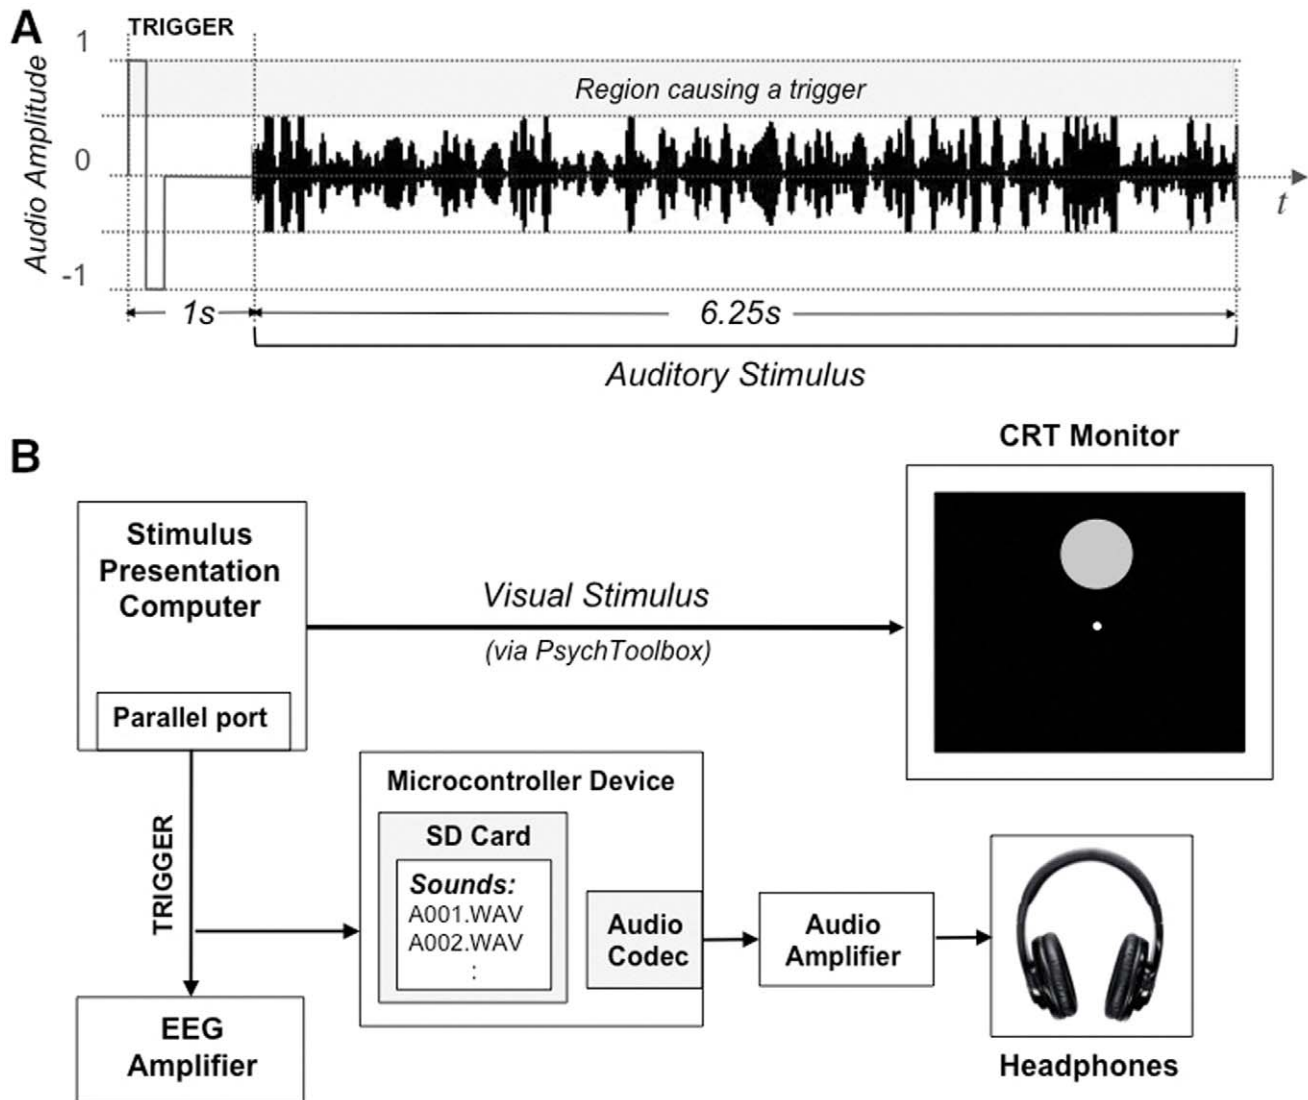 A
TRIGGER
1
Audio Amplitude
0
-1
Region causing a trigger
t
1s
6.25s
Auditory Stimulus
B
CRT Monitor
Stimulus
Presentation
Computer
Visual Stimulus
(via PsychToolbox)
Parallel port
TRIGGER
Microcontroller Device
SD Card
Sounds:
A001.WAV
A002.WAV
:
Audio
Codec
Audio
Amplifier
EEG
Amplifier
Headphones